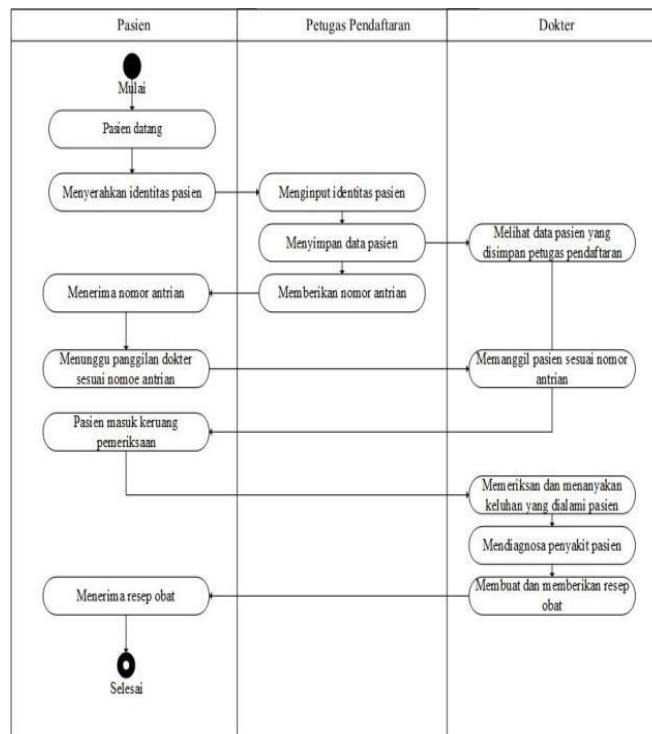 Pasien
Petugas Pendaftaran
Dokter
Mulai
Pasien datang
Menyerahkan identitas pasien
Menginput identitas pasien
Menyimpan data pasien
Melihat data pasien yang
disimpan petugas pendaftaran
Menerima nomor antrian
Memberikan nomor antrian
Menunggu panggilan dokter
sesuai nomoe antrian
Memanggil pasien sesuai nomor
antrian
Pasien masuk keruang
pemeriksaan
Memeriksan dan menanyakan
keluhan yang dialami pasien
Mendiagnosa penyakit pasien
Menerima resep obat
Membuat dan memberikan resep
obat
Selesai